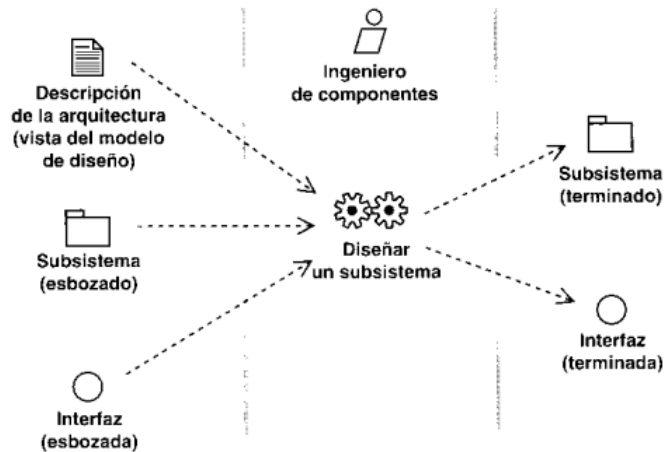 Descripción
de la arquitectura
(vista del modelo
de diseño)
Subsistema
(esbozado)
Interfaz
(esbozada)
Ingeniero
de componentes
Diseñar
un subsistema
Subsistema
(terminado)
Interfaz
(terminada)